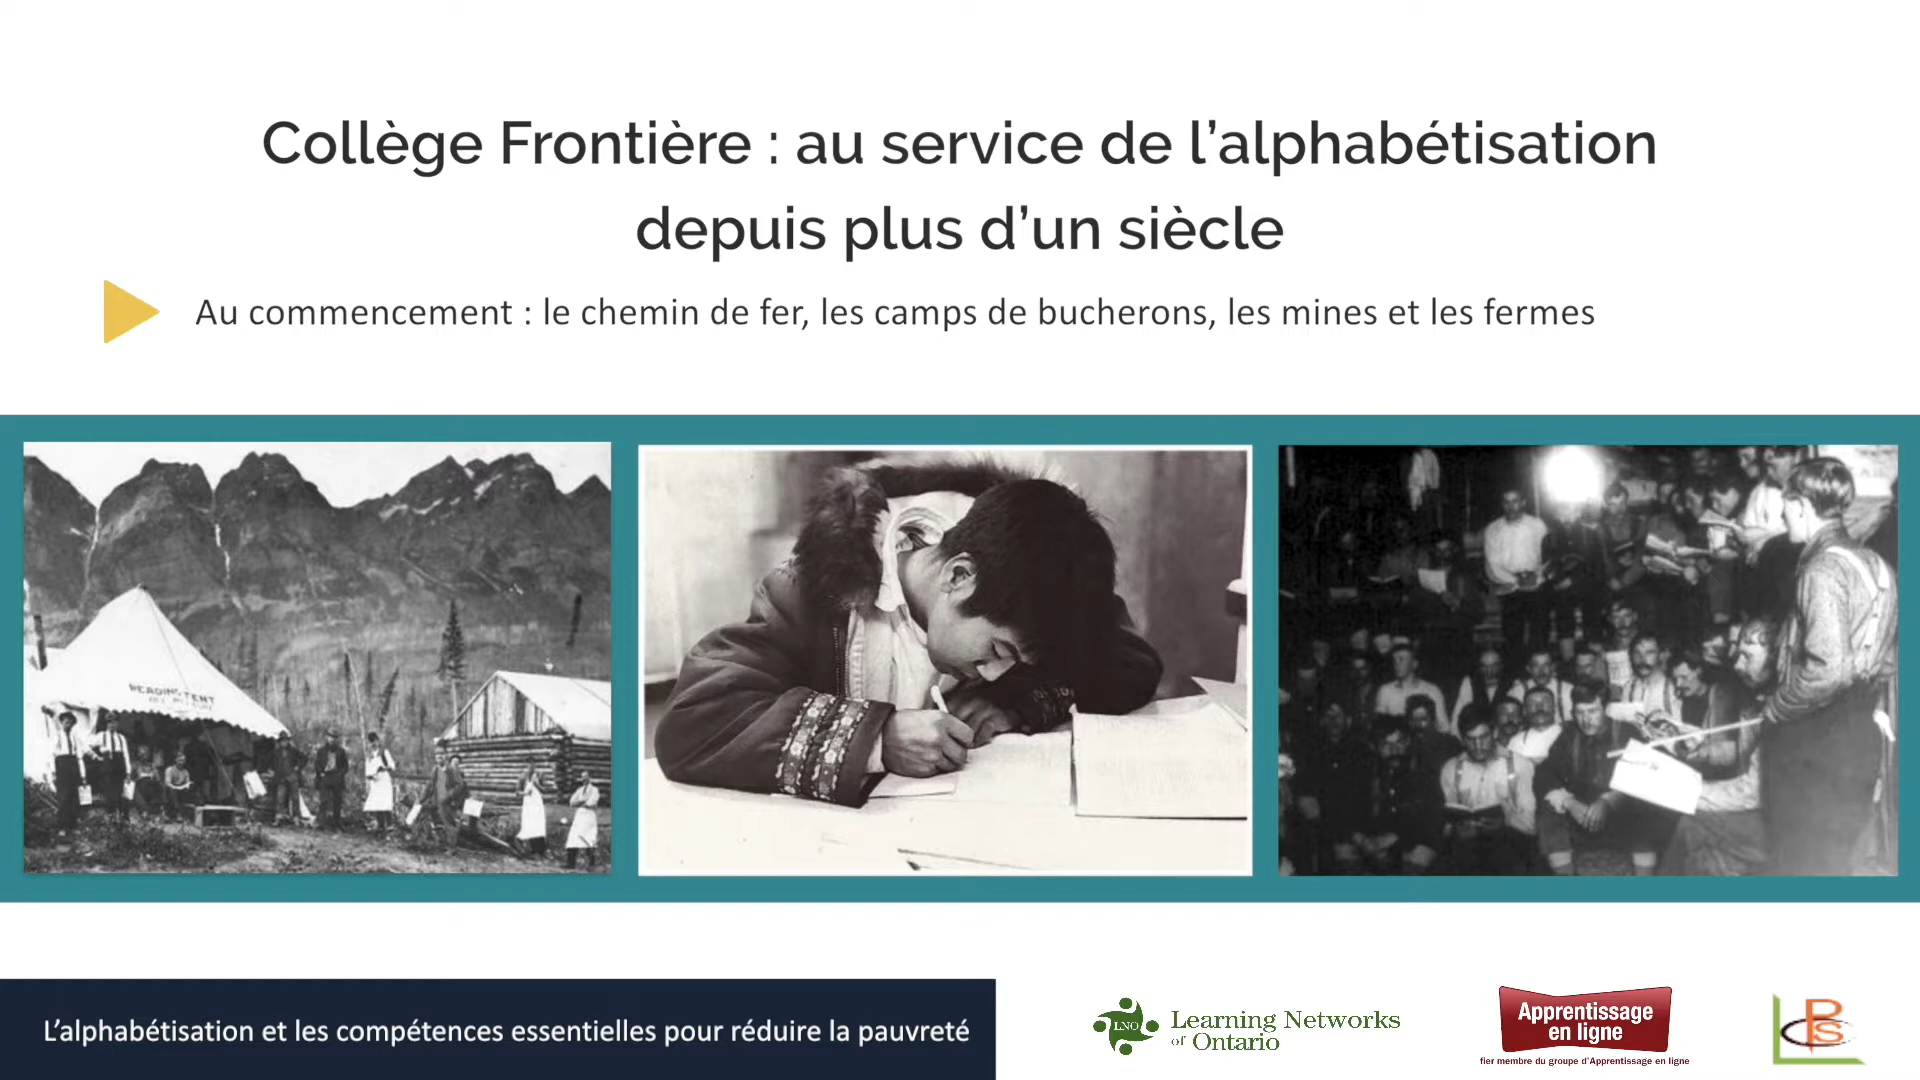 Collège Frontière : au service de l’alphabétisation
depuis plus d’un siècle
Au commencement : le chemin de fer, les camps de bucherons, les mines et les fermes
READING TENT
L’alphabétisation et les compétences essentielles pour réduire la pauvreté
LNO
Learning Networks
of Ontario
Apprentissage
en ligne
fier membre du groupe d'Apprentissage en ligne